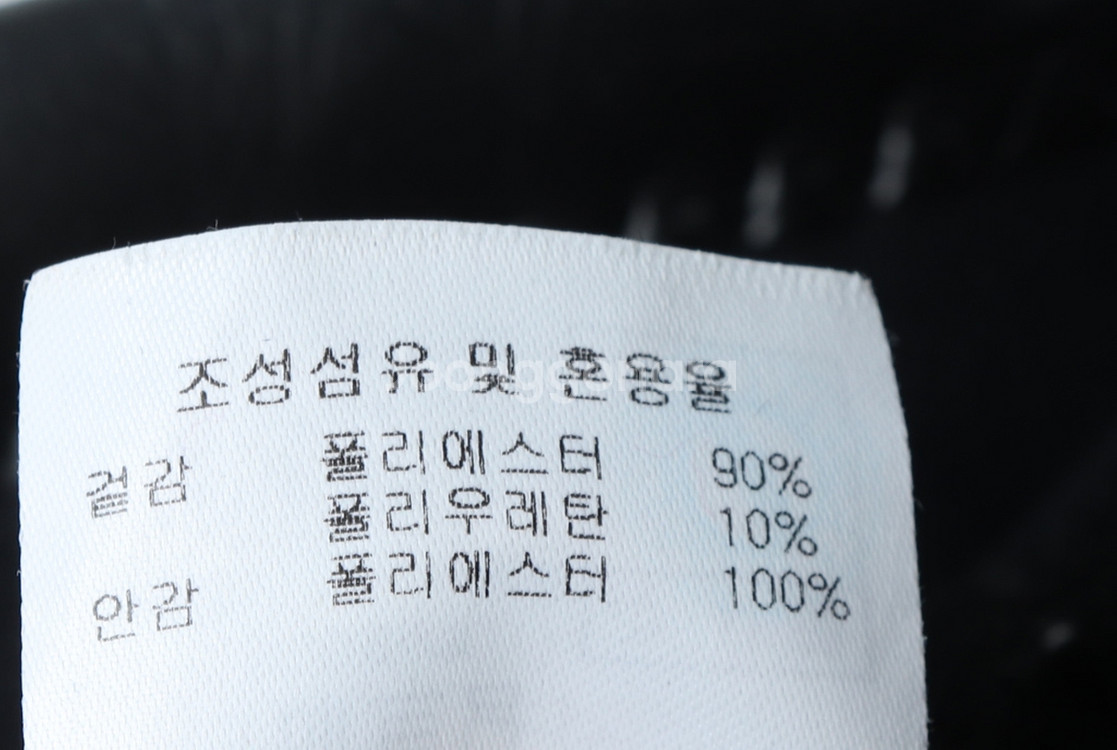 조성섬유 및 혼용율
겉감 폴리에스터 90%
폴리우레탄 10%
안감 폴리에스터 100%